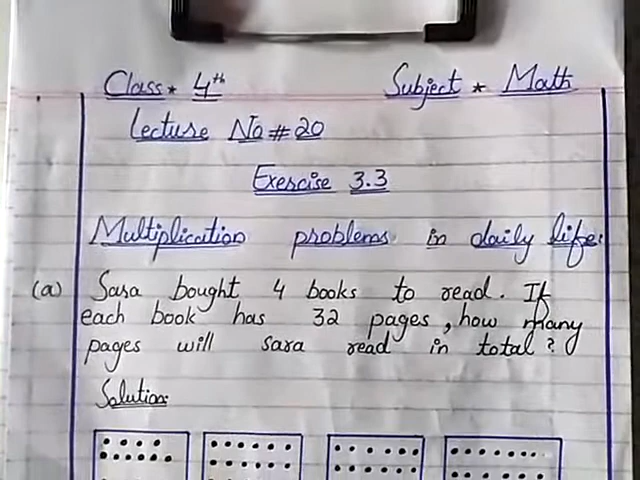 Class * 4th Subject * Math
Lecture No # 20
Exercise 3.3
Multiplication problems in daily life:
(a) Sara bought 4 books to read. If
each book has 32 pages, how many
pages will sara read in total?
Solution: